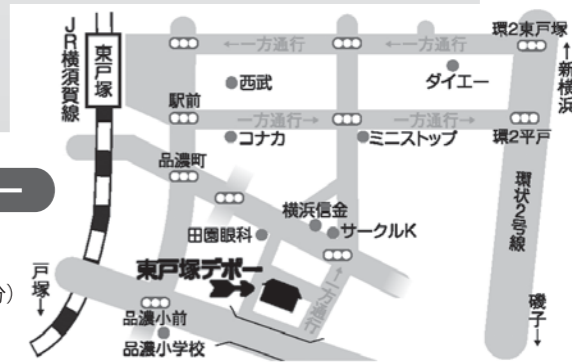 JR横須賀線
東戸塚
←一方通行
←一方通行
環2東戸塚
↑新横浜
西武
ダイエー
駅前
一方通行→
一方通行→
コナカ
ミニストップ
環2平戸
品濃町
環状2号線
横浜信金
サークルK
田園眼科
ー
東戸塚デポー
戸塚↓
分)
↑一方通行
品濃小前
品濃小学校
磯子↓